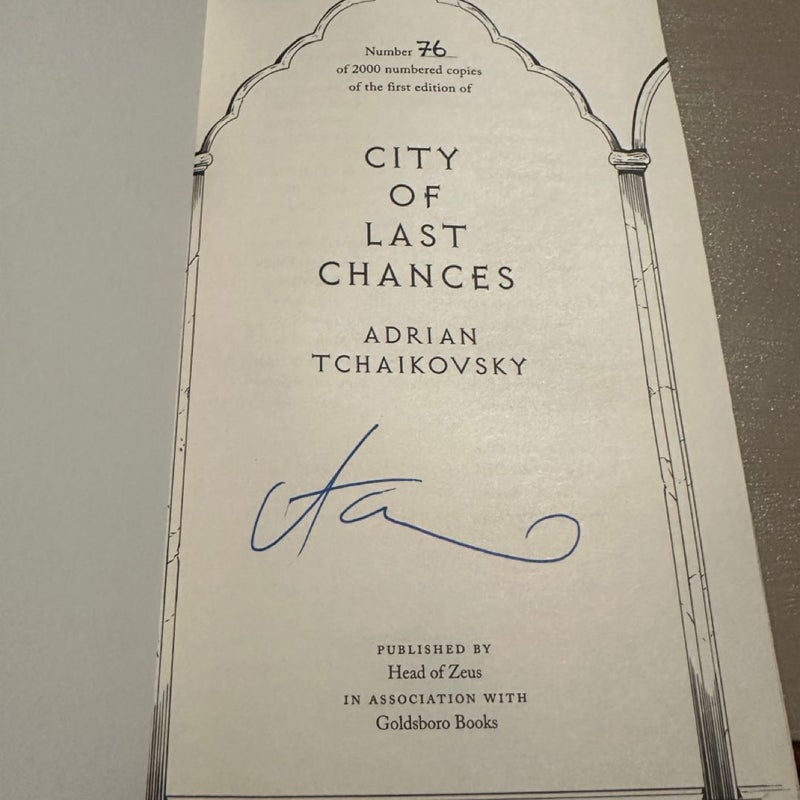 Number 76
of 2000 numbered copies
of the first edition of
CITY
OF
LAST
CHANCES
ADRIAN
TCHAIKOVSKY
PUBLISHED BY
Head of Zeus
IN ASSOCIATION WITH
Goldsboro Books